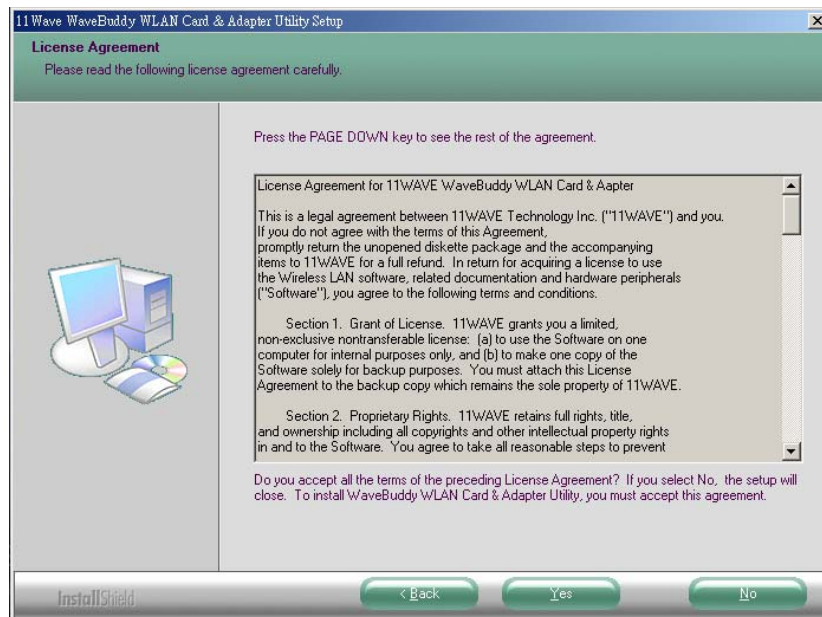 11Wave WaveBuddy WLAN Card & Adapter Utility Setup
License Agreement
Please read the following license agreement carefully.
Press the PAGE DOWN key to see the rest of the agreement.
License Agreement for 11WAVE WaveBuddy WLAN Card & Aapter
This is a legal agreement between 11WAVE Technology Inc. ("11WAVE") and you.
If you do not agree with the terms of this Agreement,
promptly return the unopened diskette package and the accompanying
items to 11WAVE for a full refund. In return for acquiring a license to use
the Wireless LAN software, related documentation and hardware peripherals
("Software"), you agree to the following terms and conditions.
Section 1. Grant of License. 11WAVE grants you a limited,
non-exclusive nontransferable license: (a) to use the Software on one
computer for internal purposes only, and (b) to make one copy of the
Software solely for backup purposes. You must attach this License
Agreement to the backup copy which remains the sole property of 11WAVE.
Section 2. Proprietary Rights. 11WAVE retains full rights, title,
and ownership including all copyrights and other intellectual property rights
in and to the Software. You agree to take all reasonable steps to prevent
Do you accept all the terms of the preceding License Agreement? If you select No, the setup will
close. To install WaveBuddy WLAN Card & Adapter Utility, you must accept this agreement.
InstallShield
< Back
Yes
No